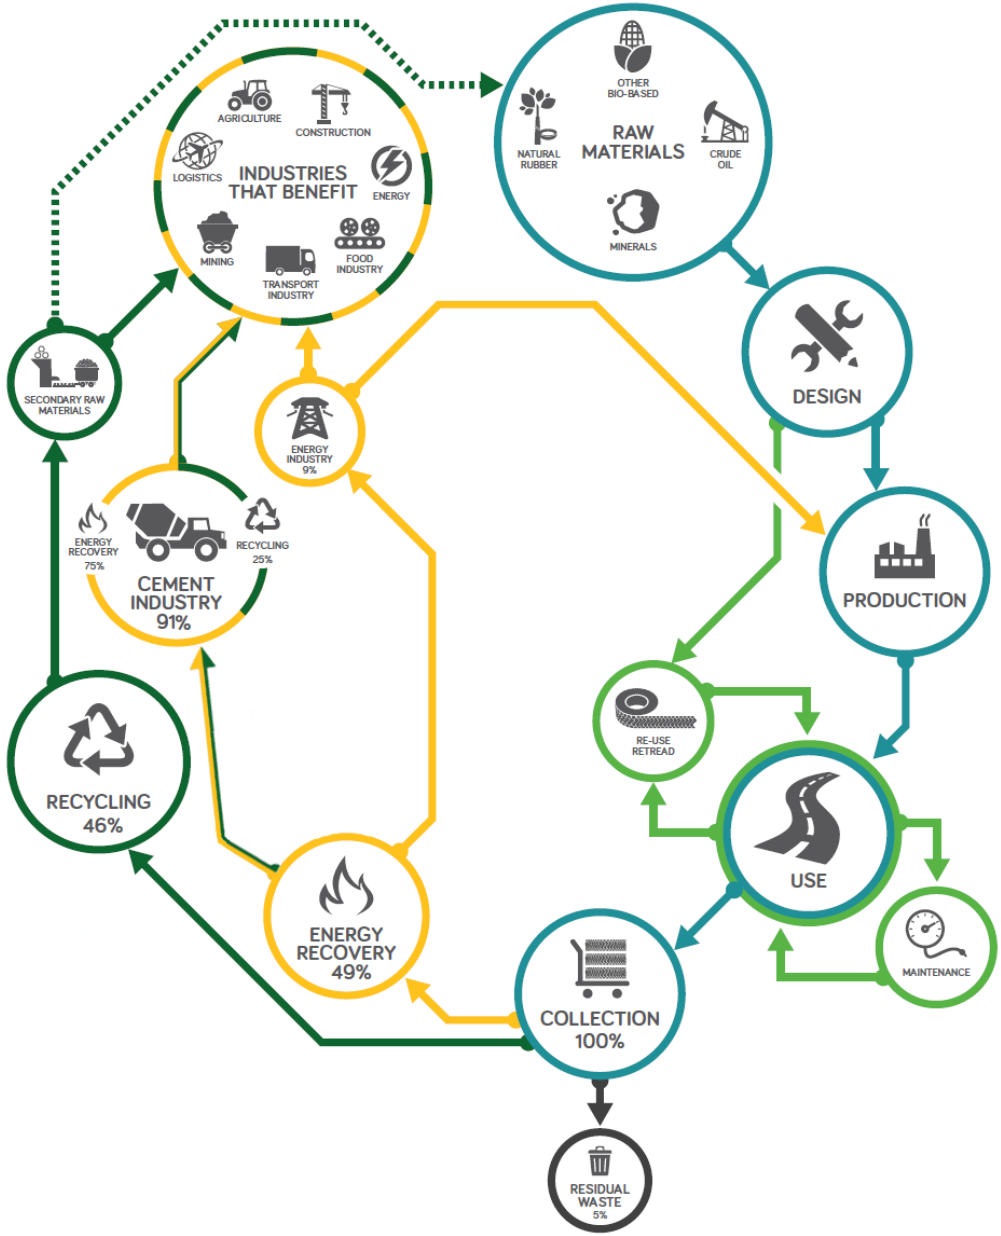 OTHER
BIO-BASED
NATURAL
RUBBER
RAW
MATERIALS
CRUDE
OIL
MINERALS
AGRICULTURE
CONSTRUCTION
LOGISTICS
INDUSTRIES
THAT BENEFIT
ENERGY
MINING
FOOD
INDUSTRY
TRANSPORT
INDUSTRY
DESIGN
SECONDARY RAW
MATERIALS
ENERGY
INDUSTRY
9%
ENERGY
RECOVERY
75%
RECYCLING
25%
CEMENT
INDUSTRY
91%
PRODUCTION
RE-USE
RETREAD
RECYCLING
46%
USE
ENERGY
RECOVERY
49%
MAINTENANCE
COLLECTION
100%
RESIDUAL
WASTE
5%